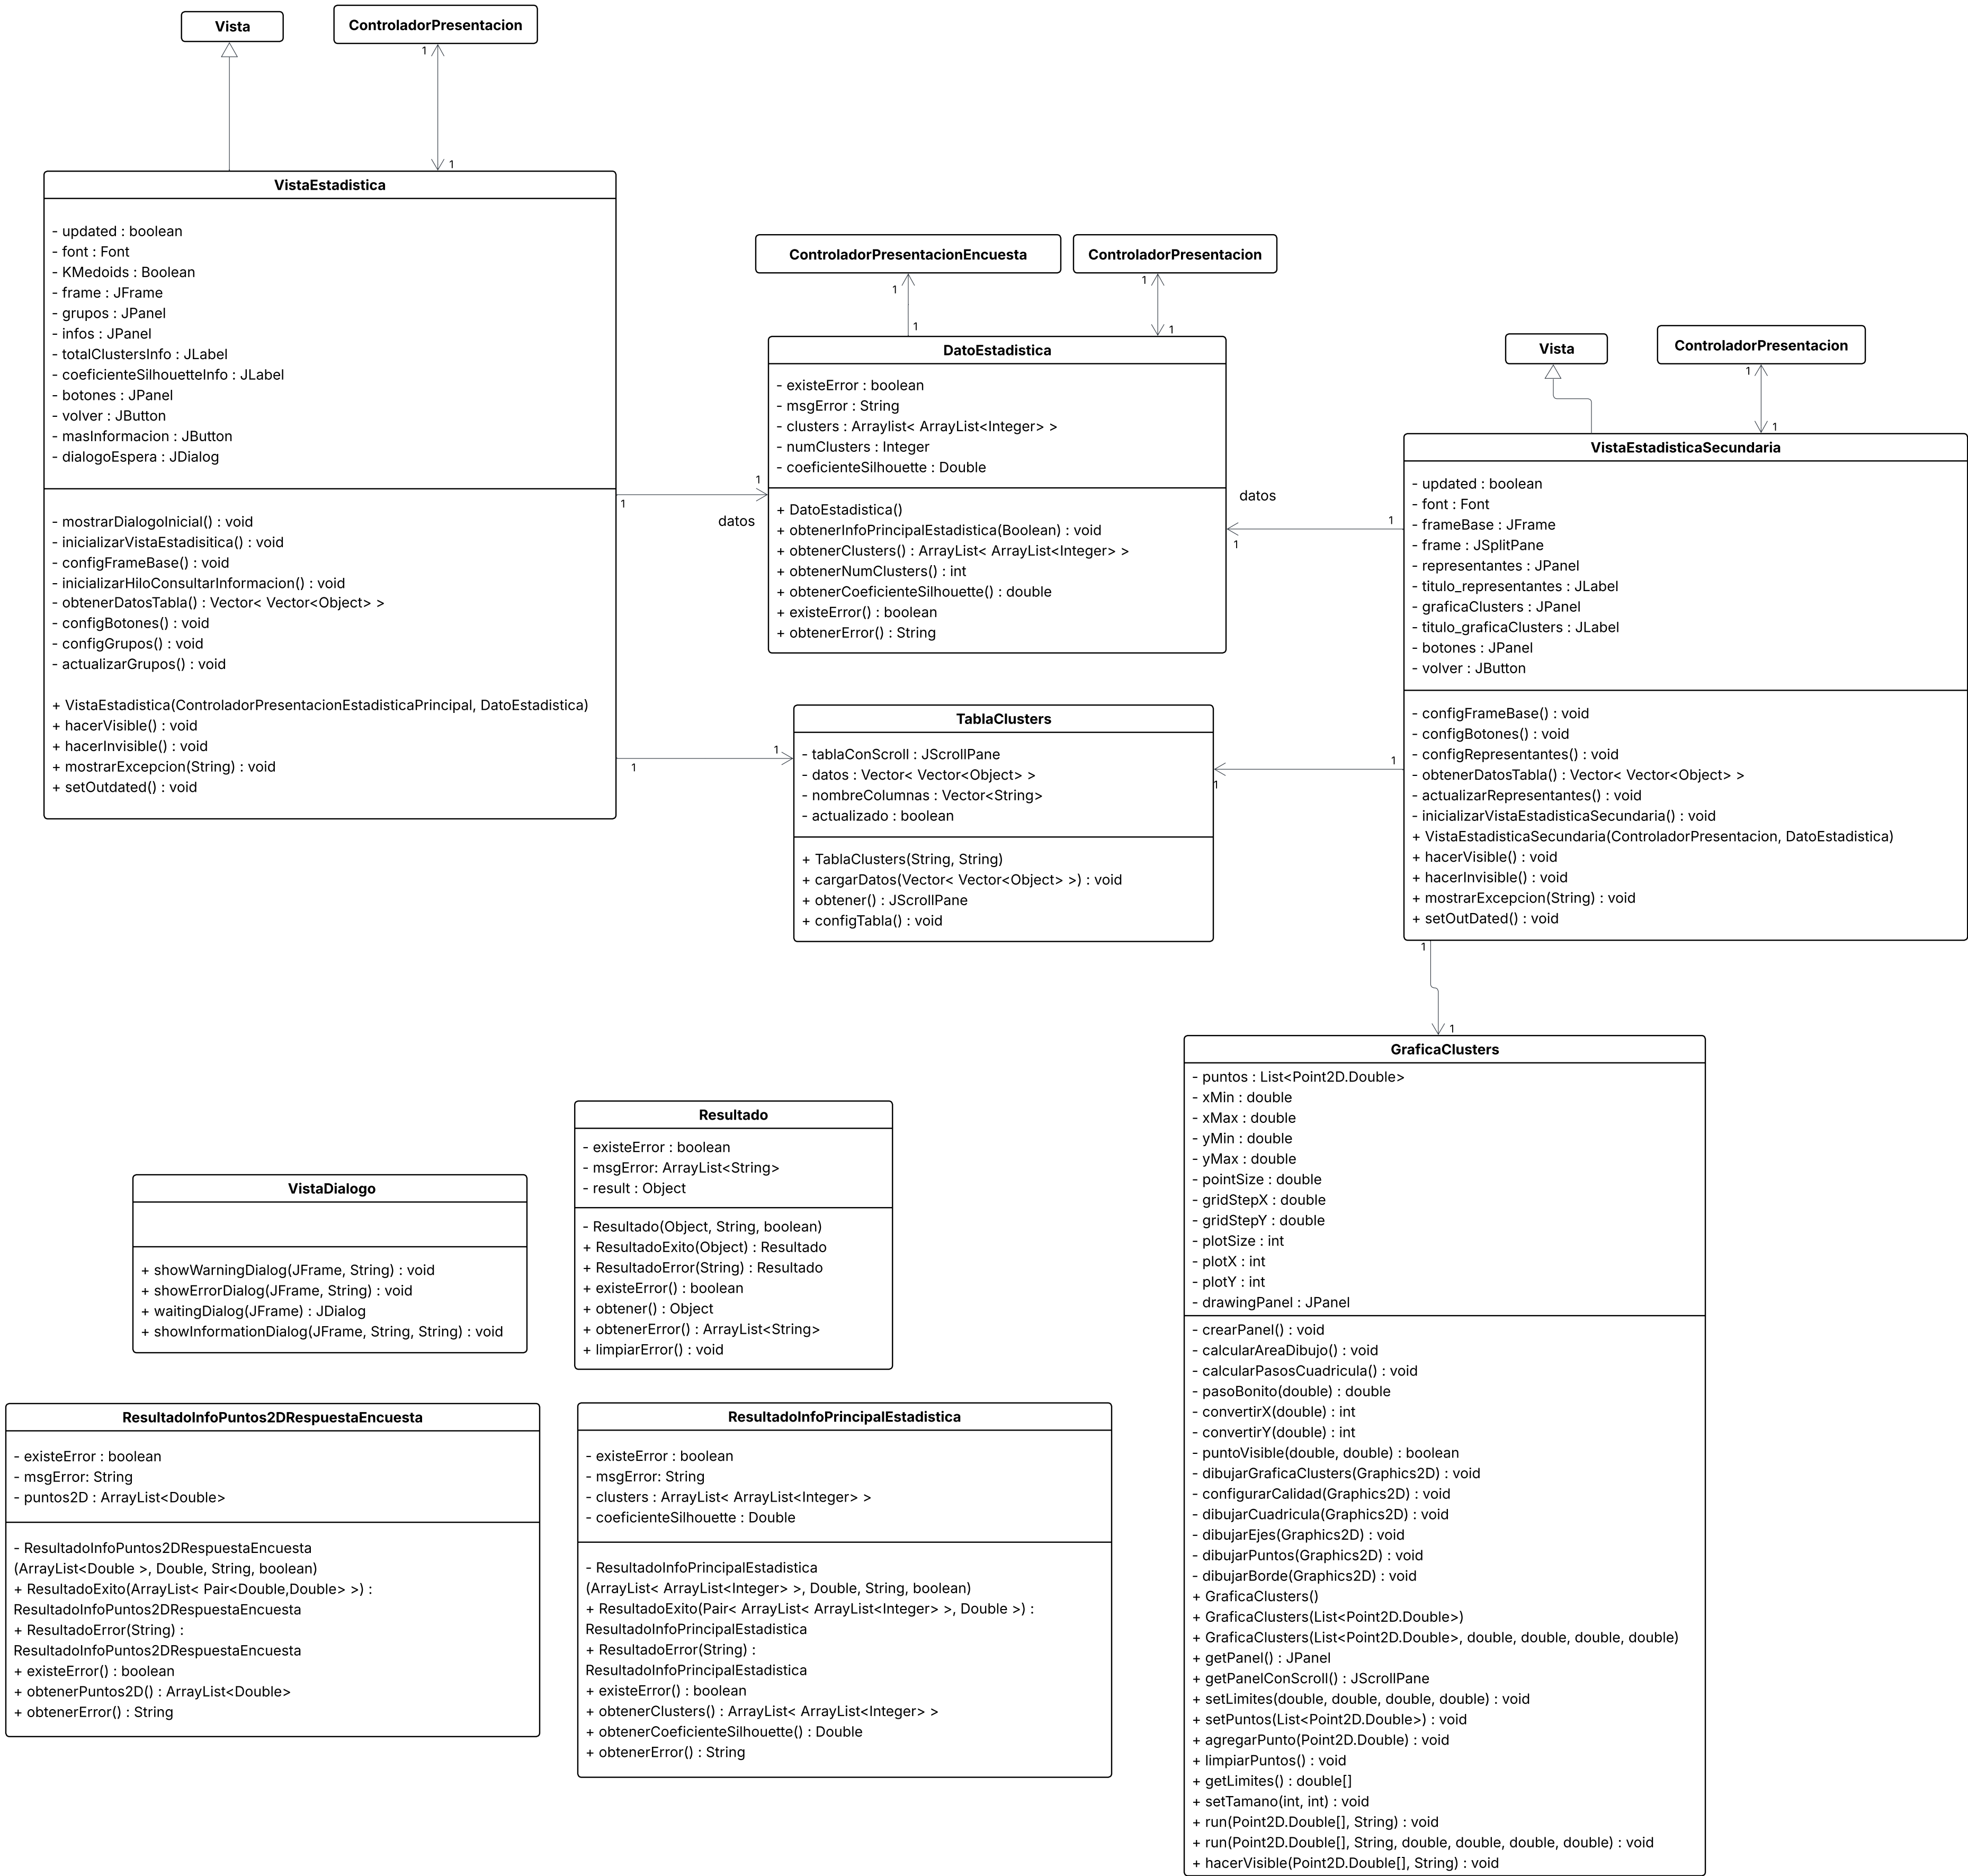 Vista
ControladorPresentacion
1
1
VistaEstadistica
- updated : boolean
- font : Font
- KMedoids : Boolean
- frame : JFrame
- grupos : JPanel
- infos : JPanel
- totalClustersInfo : JLabel
- coeficienteSilhouetteInfo : JLabel
- botones : JPanel
- volver : JButton
- masInformacion : JButton
- dialogoEspera : JDialog
- mostrarDialogoInicial() : void
- inicializarVistaEstadisitica() : void
- configFrameBase() : void
- inicializarHiloConsultarInformacion() : void
- obtenerDatosTabla() : Vector< Vector<Object> >
- configBotones() : void
- configGrupos() : void
- actualizarGrupos() : void
+ VistaEstadistica(ControladorPresentacionEstadisticaPrincipal, DatoEstadistica)
+ hacerVisible() : void
+ hacerInvisible() : void
+ mostrarExcepcion(String) : void
+ setOutdated() : void
1
1
datos
1
1
ControladorPresentacionEncuesta
ControladorPresentacion
1
1
1
1
DatoEstadistica
- existeError : boolean
- msgError : String
- clusters : Arraylist< ArrayList<Integer> >
- numClusters : Integer
- coeficienteSilhouette : Double
+ DatoEstadistica()
+ obtenerInfoPrincipalEstadistica(Boolean) : void
+ obtenerClusters() : ArrayList< ArrayList<Integer> >
+ obtenerNumClusters() : int
+ obtenerCoeficienteSilhouette() : double
+ existeError() : boolean
+ obtenerError() : String
datos
1
1
TablaClusters
- tablaConScroll : JScrollPane
- datos : Vector< Vector<Object> >
- nombreColumnas : Vector<String>
- actualizado : boolean
+ TablaClusters(String, String)
+ cargarDatos(Vector< Vector<Object> >) : void
+ obtener() : JScrollPane
+ configTabla() : void
1
1
Vista
ControladorPresentacion
1
1
VistaEstadisticaSecundaria
- updated : boolean
- font : Font
- frameBase : JFrame
- frame : JSplitPane
- representantes : JPanel
- titulo_representantes : JLabel
- graficaClusters : JPanel
- titulo_graficaClusters : JLabel
- botones : JPanel
- volver : JButton
- configFrameBase() : void
- configBotones() : void
- configRepresentantes() : void
- obtenerDatosTabla() : Vector< Vector<Object> >
- actualizarRepresentantes() : void
- inicializarVistaEstadisticaSecundaria() : void
+ VistaEstadisticaSecundaria(ControladorPresentacion, DatoEstadistica)
+ hacerVisible() : void
+ hacerInvisible() : void
+ mostrarExcepcion(String) : void
+ setOutDated() : void
1
1
GraficaClusters
- puntos : List<Point2D.Double>
- xMin : double
- xMax : double
- yMin : double
- yMax : double
- pointSize : double
- gridStepX : double
- gridStepY : double
- plotSize : int
- plotX : int
- plotY : int
- drawingPanel : JPanel
- crearPanel() : void
- calcularAreaDibujo() : void
- calcularPasosCuadricula() : void
- pasoBonito(double) : double
- convertirX(double) : int
- convertirY(double) : int
- puntoVisible(double, double) : boolean
- dibujarGraficaClusters(Graphics2D) : void
- configurarCalidad(Graphics2D) : void
- dibujarCuadricula(Graphics2D) : void
- dibujarEjes(Graphics2D) : void
- dibujarPuntos(Graphics2D) : void
- dibujarBorde(Graphics2D) : void
+ GraficaClusters()
+ GraficaClusters(List<Point2D.Double>)
+ GraficaClusters(List<Point2D.Double>, double, double, double, double)
+ getPanel() : JPanel
+ getPanelConScroll() : JScrollPane
+ setLimites(double, double, double, double) : void
+ setPuntos(List<Point2D.Double>) : void
+ agregarPunto(Point2D.Double) : void
+ limpiarPuntos() : void
+ getLimites() : double[]
+ setTamano(int, int) : void
+ run(Point2D.Double[], String) : void
+ run(Point2D.Double[], String, double, double, double, double) : void
+ hacerVisible(Point2D.Double[], String) : void
Resultado
- existeError : boolean
- msgError: ArrayList<String>
- result : Object
- Resultado(Object, String, boolean)
+ ResultadoExito(Object) : Resultado
+ ResultadoError(String) : Resultado
+ existeError() : boolean
+ obtener() : Object
+ obtenerError() : ArrayList<String>
+ limpiarError() : void
VistaDialogo
+ showWarningDialog(JFrame, String) : void
+ showErrorDialog(JFrame, String) : void
+ waitingDialog(JFrame) : JDialog
+ showInformationDialog(JFrame, String, String) : void
ResultadoInfoPuntos2DRespuestaEncuesta
- existeError : boolean
- msgError: String
- puntos2D : ArrayList<Double>
- ResultadoInfoPuntos2DRespuestaEncuesta
(ArrayList<Double >, Double, String, boolean)
+ ResultadoExito(ArrayList< Pair<Double,Double> >) :
ResultadoInfoPuntos2DRespuestaEncuesta
+ ResultadoError(String) :
ResultadoInfoPuntos2DRespuestaEncuesta
+ existeError() : boolean
+ obtenerPuntos2D() : ArrayList<Double>
+ obtenerError() : String
ResultadoInfoPrincipalEstadistica
- existeError : boolean
- msgError: String
- clusters : ArrayList< ArrayList<Integer> >
- coeficienteSilhouette : Double
- ResultadoInfoPrincipalEstadistica
(ArrayList< ArrayList<Integer> >, Double, String, boolean)
+ ResultadoExito(Pair< ArrayList< ArrayList<Integer> >, Double >) :
ResultadoInfoPrincipalEstadistica
+ ResultadoError(String) :
ResultadoInfoPrincipalEstadistica
+ existeError() : boolean
+ obtenerClusters() : ArrayList< ArrayList<Integer> >
+ obtenerCoeficienteSilhouette() : Double
+ obtenerError() : String